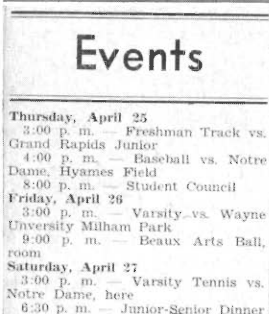 Events
Thursday, April 25
3:00 p. m. — Freshman Track vs.
Grand Rapids Junior
4:00 p. m. — Baseball vs. Notre
Dame, Hyames Field
8:00 p. m. — Student Council
Friday, April 26
3:00 p. m. — Varsity vs. Wayne
Unversity Milham Park
9:00 p. m. — Beaux Arts Ball,
room
Saturday, April 27
3:00 p. m. — Varsity Tennis vs.
Notre Dame, here
6:30 p. m. — Junior-Senior Dinner